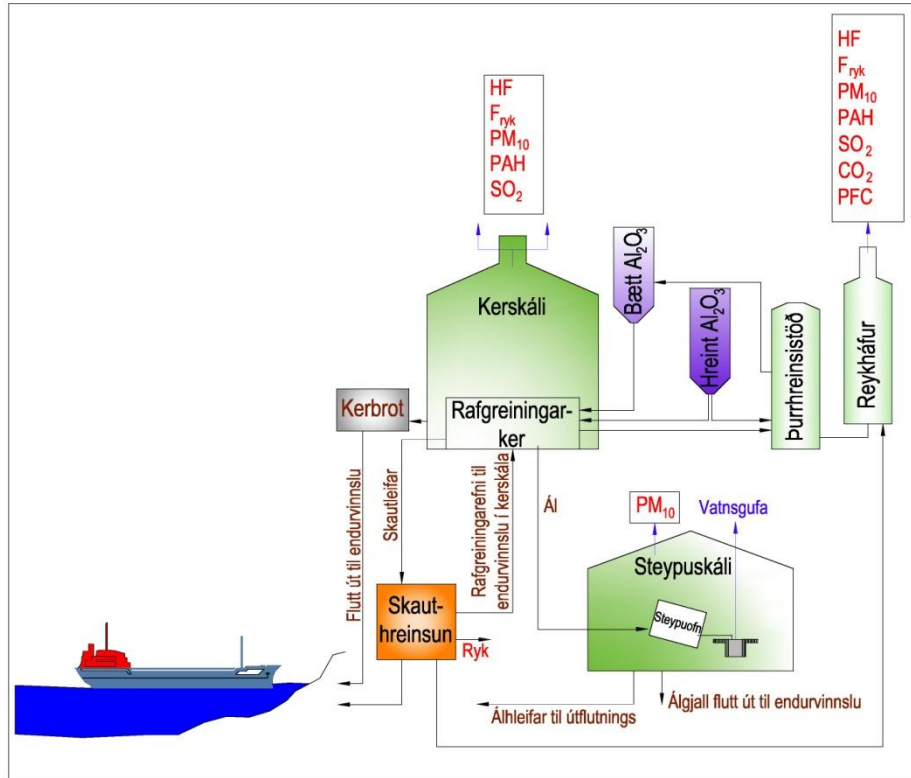 HF
F_ryk
PM₁₀
PAH
SO₂
CO₂
PFC
HF
F_ryk
PM₁₀
PAH
SO₂
Kerskáli
Bætt Al₂O₃
Hreint Al₂O₃
Þurrhreinsistöð
Reykháfur
Kerbrot
Rafgreiningar-
ker
Flutt út til endurvinnslu
Skautleifar
Rafgreiningarefni til
endurvinnslu í kerskála
Ál
PM₁₀
Vatnsgufa
Steypuskáli
Steypuofn
Skaut-
hreinsun
Ryk
Álhleifar til útflutnings
Álgjall flutt út til endurvinnslu